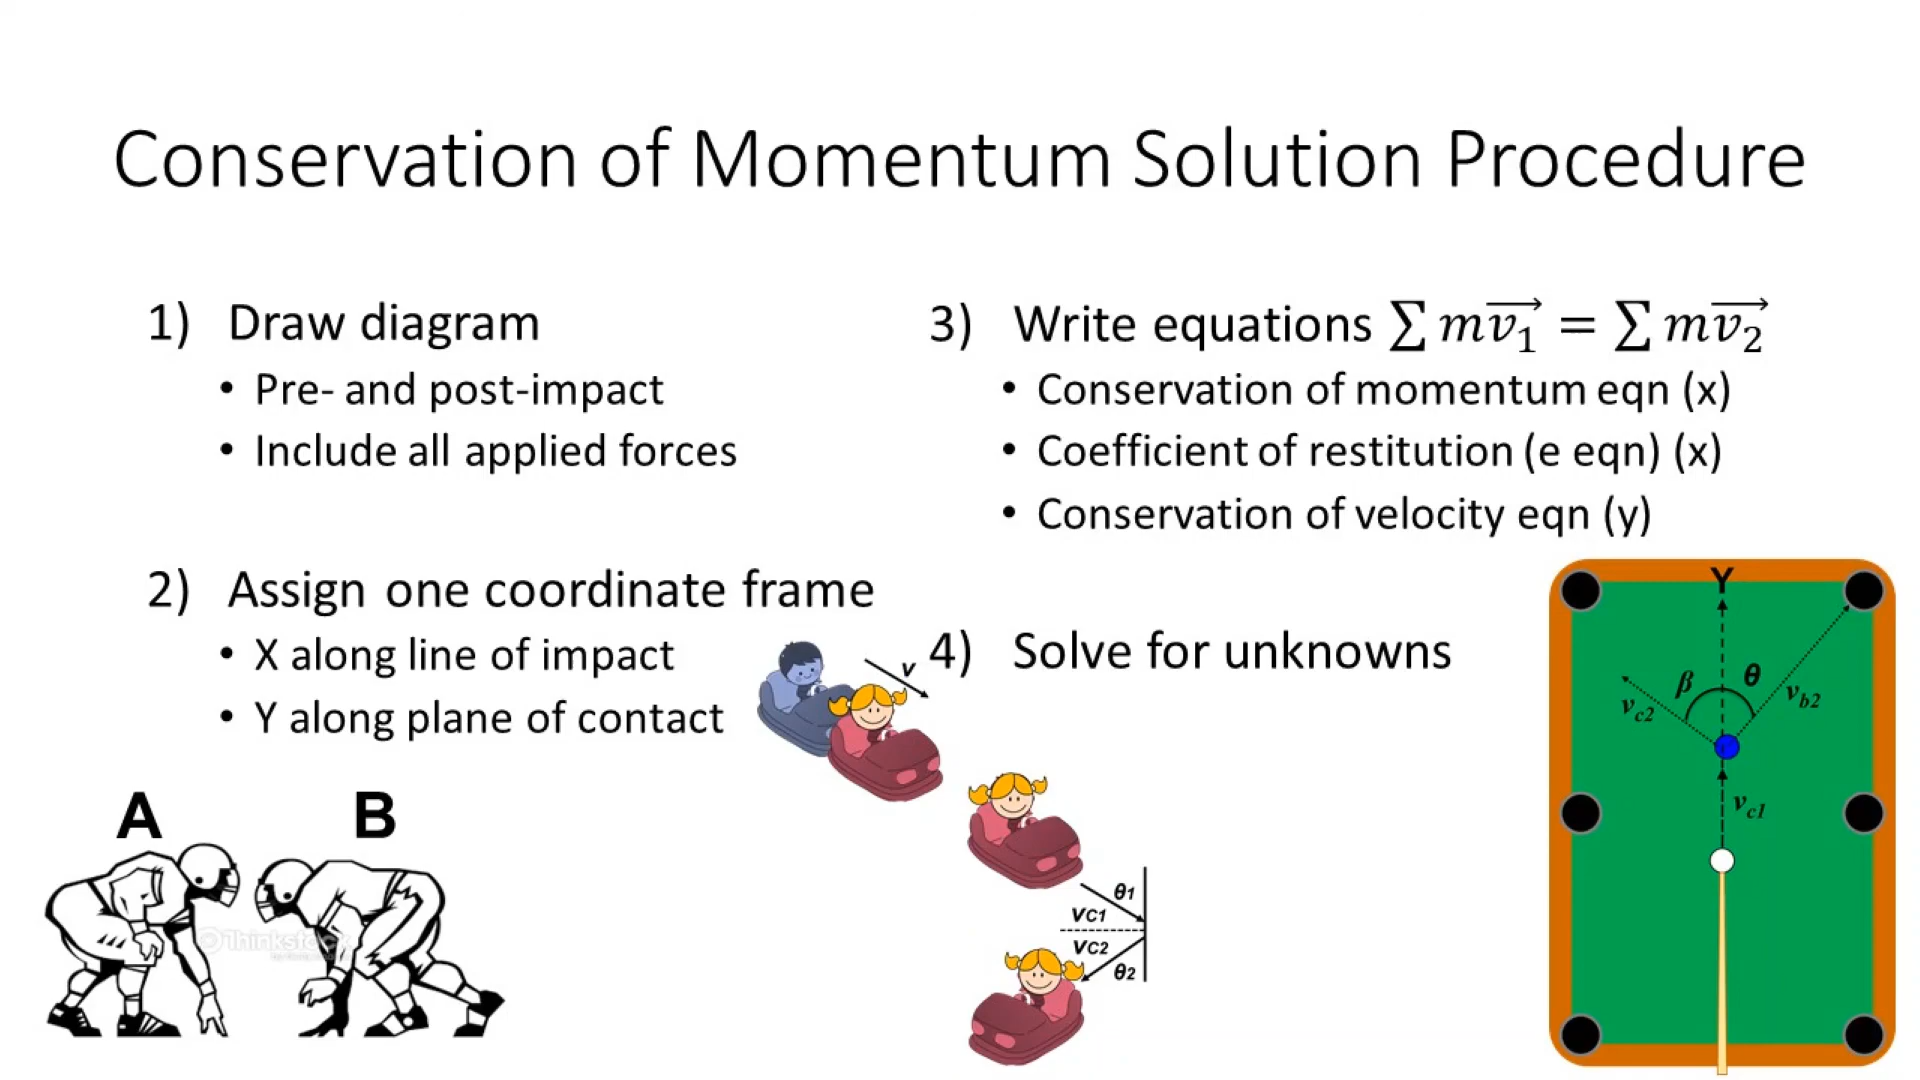 Conservation of Momentum Solution Procedure
1) Draw diagram
• Pre- and post-impact
• Include all applied forces
2) Assign one coordinate frame
• X along line of impact
• Y along plane of contact
3) Write equations ∑ m\vec{v_1} = ∑ m\vec{v_2}
• Conservation of momentum eqn (x)
• Coefficient of restitution (e eqn) (x)
• Conservation of velocity eqn (y)
4) Solve for unknowns
A B
Thinkstock
v
θ1
vC1
vC2
θ2
Y
β θ
vc2 vb2
vc1